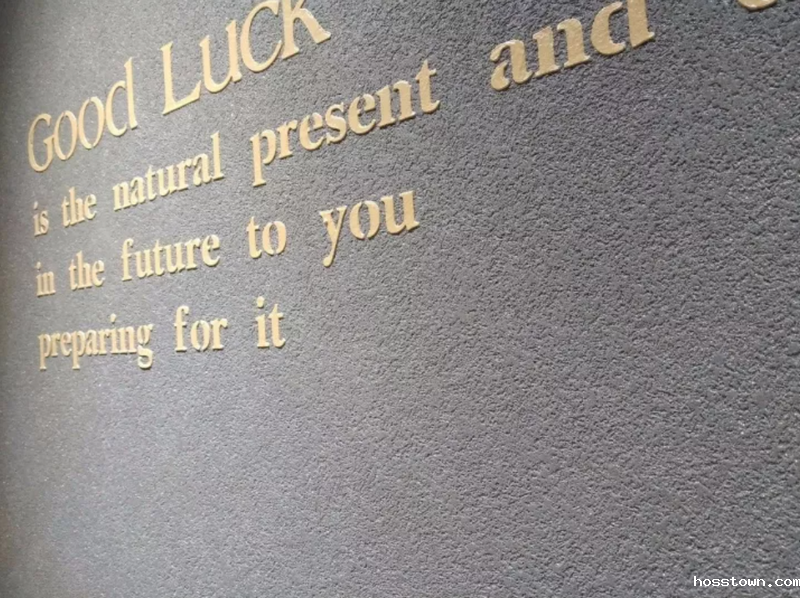 Good Luck
is the natural present and
in the future to you
preparing for it
hosstown.com